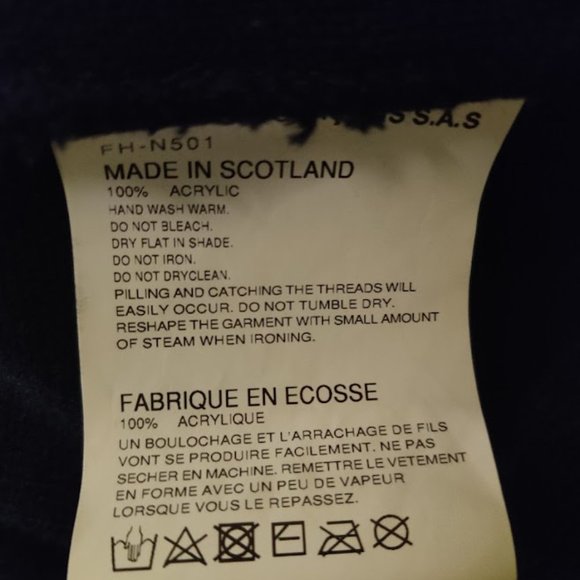 S S.A.S
FH-N501
MADE IN SCOTLAND
100% ACRYLIC
HAND WASH WARM.
DO NOT BLEACH.
DRY FLAT IN SHADE.
DO NOT IRON.
DO NOT DRYCLEAN.
PILLING AND CATCHING THE THREADS WILL
EASILY OCCUR. DO NOT TUMBLE DRY.
RESHAPE THE GARMENT WITH SMALL AMOUNT
OF STEAM WHEN IRONING.
FABRIQUE EN ECOSSE
100% ACRYLIQUE
UN BOULOCHAGE ET L'ARRACHAGE DE FILS
VONT SE PRODUIRE FACILEMENT. NE PAS
SECHER EN MACHINE. REMETTRE LE VETEMENT
EN FORME AVEC UN PEU DE VAPEUR
LORSQUE VOUS LE REPASSEZ.